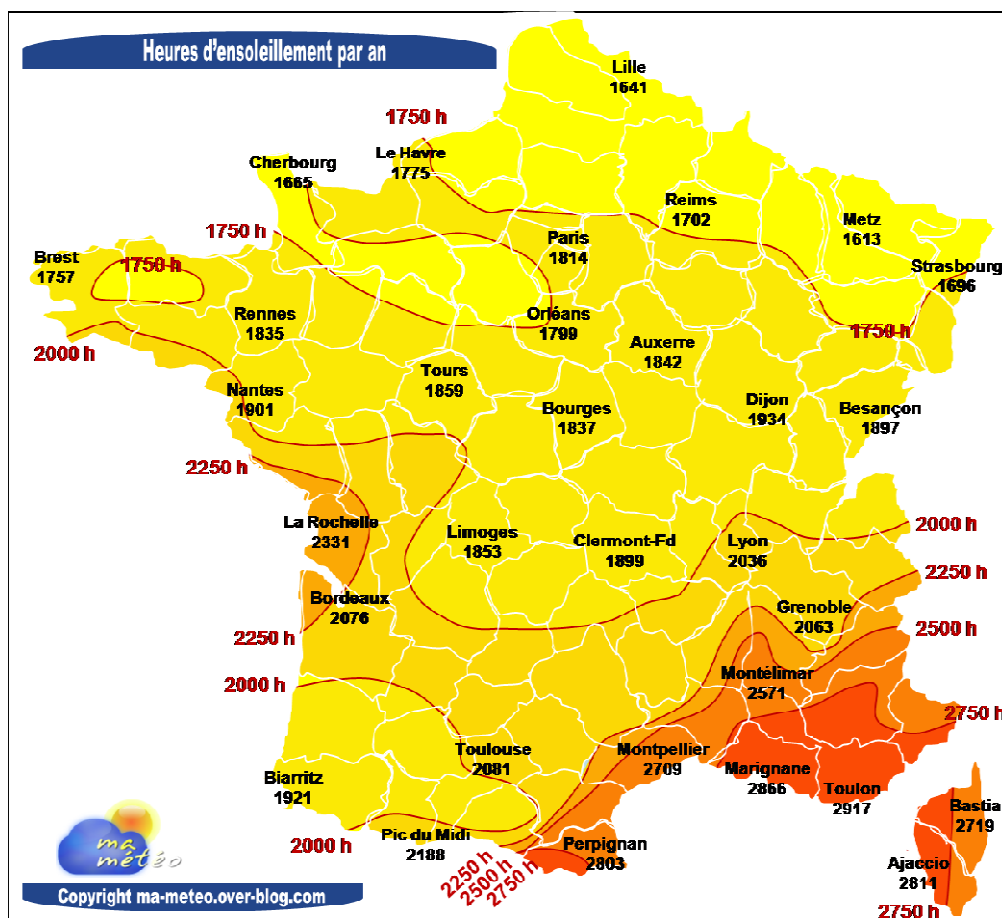 Heures d'ensoleillement par an
Lille
1641
1750 h
Le Havre
1775
Cherbourg
1665
Reims
1702
Metz
1613
1750 h
Paris
1814
Brest
1757
1750 h
Strasbourg
1696
Rennes
1835
Orléans
1799
Auxerre
1842
1750 h
2000 h
Tours
1859
Nantes
1901
Bourges
1837
Dijon
1934
Besançon
1897
2250 h
La Rochelle
2331
Limoges
1853
Clermont-Fd
1899
Lyon
2036
2000 h
2250 h
Bordeaux
2076
Grenoble
2063
2500 h
2250 h
Montélimar
2571
2000 h
2750 h
Toulouse
2081
Montpellier
2709
Marignane
2866
Toulon
2917
Biarritz
1921
Bastia
2719
2000 h
Pic du Midi
2188
Perpignan
2803
2250 h
2500 h
2750 h
Ajaccio
2811
2750 h
ma
météo
Copyright ma-meteo.over-blog.com